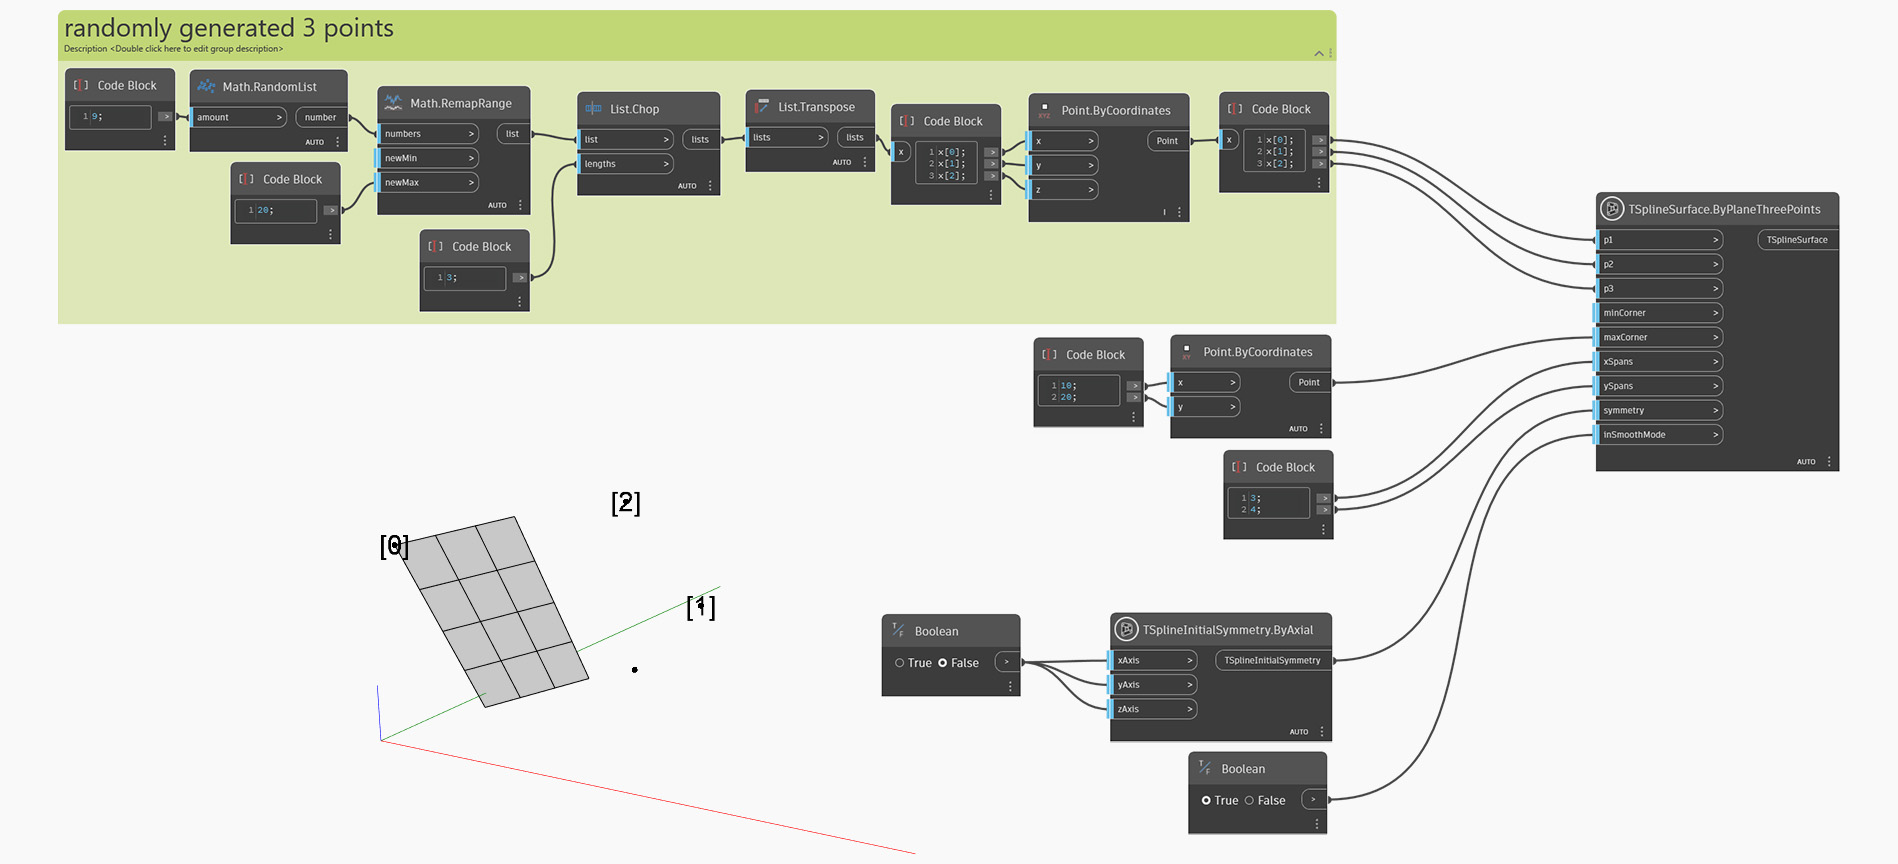 randomly generated 3 points
Description <Double click here to edit group description>
Code Block
1 9;
>
Math.RandomList
amount >
number
AUTO
Code Block
1 20;
>
Math.RemapRange
numbers >
list
newMin >
newMax >
AUTO
Code Block
1 3;
>
List.Chop
list >
lists
lengths >
AUTO
List.Transpose
lists >
lists
AUTO
Code Block
x
1 x[0]; >
2 x[1]; >
3 x[2]; >
XYZ
Point.ByCoordinates
x >
Point
y >
z >
Code Block
x
1 x[0]; >
2 x[1]; >
3 x[2]; >
TSplineSurface.ByPlaneThreePoints
p1 >
TSplineSurface
p2 >
p3 >
minCorner >
maxCorner >
xSpans >
ySpans >
symmetry >
inSmoothMode >
AUTO
Code Block
1 10; >
2 20; >
XY
Point.ByCoordinates
x >
Point
y >
AUTO
Code Block
1 3; >
2 4; >
[0]
[2]
[1]
T/F
Boolean
True False >
TSplineInitialSymmetry.ByAxial
xAxis >
TSplineInitialSymmetry
yAxis >
zAxis >
AUTO
T/F
Boolean
True False >